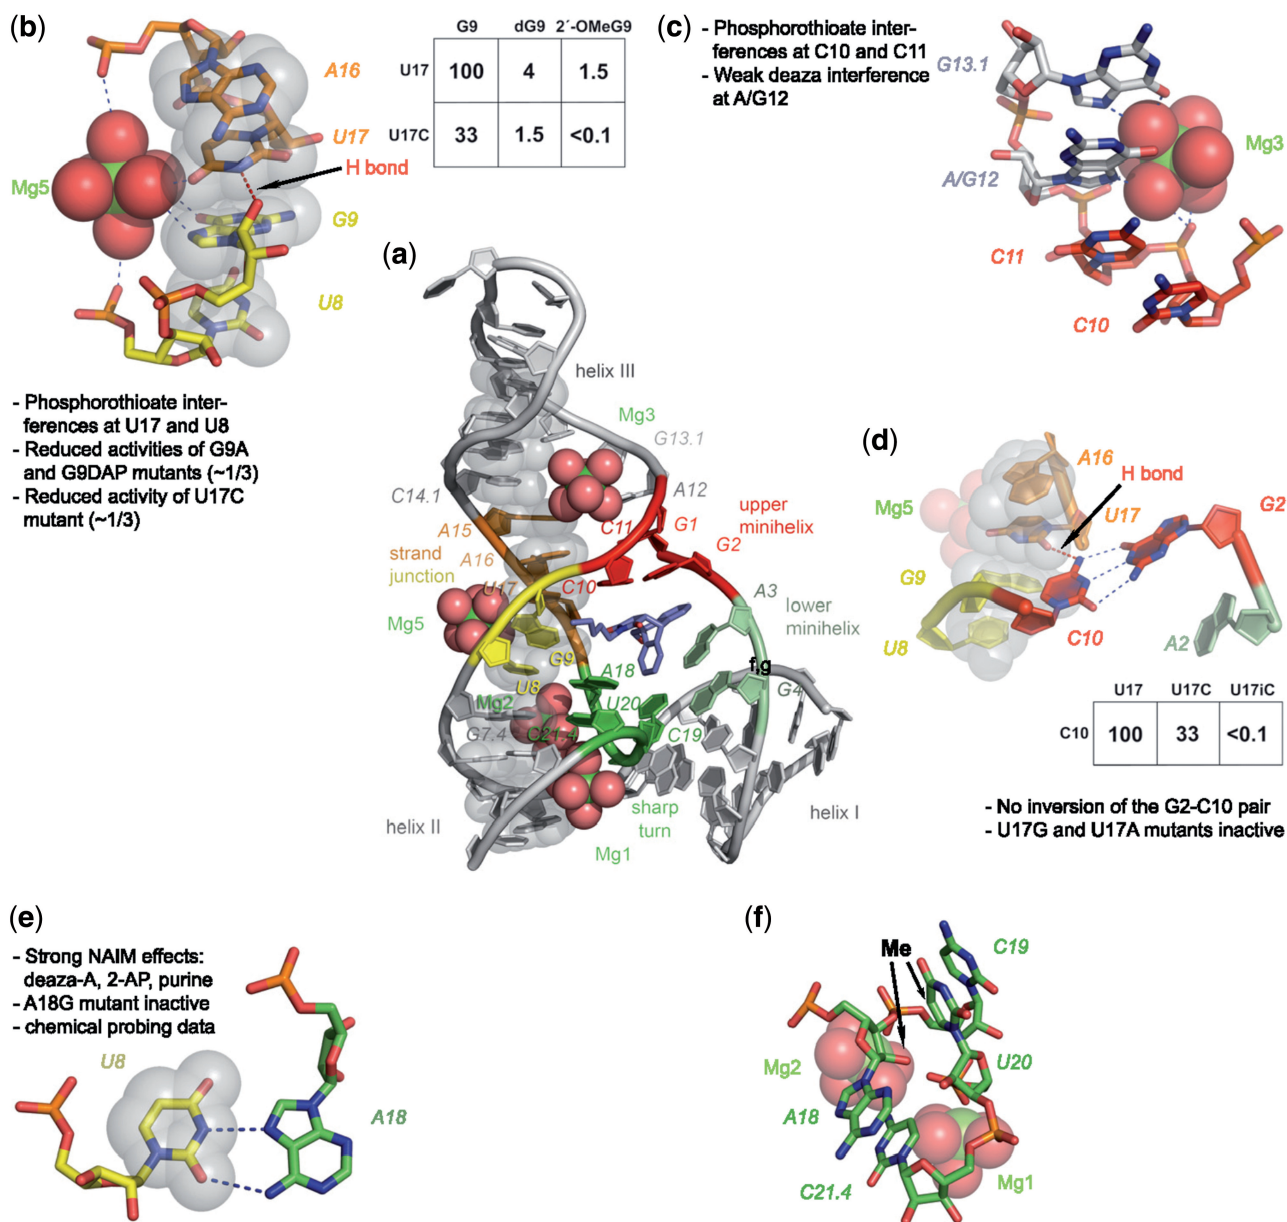 (b)
G9 dG9 2´-OMeG9
U17 100 4 1.5
U17C 33 1.5 <0.1
A16
U17
H bond
Mg5
G9
U8
- Phosphorothioate inter-
ferences at U17 and U8
- Reduced activities of G9A
and G9DAP mutants (~1/3)
- Reduced activity of U17C
mutant (~1/3)
(c)
- Phosphorothioate inter-
ferences at C10 and C11
- Weak deaza interference
at A/G12
G13.1
Mg3
A/G12
C11
C10
(a)
helix III
Mg3
G13.1
C14.1
A12
A15
C11
G1
upper
minihelix
G2
strand
junction
A16
U17
C10
A3
lower
minihelix
Mg5
G9
f,g
U8
A18
G4
Mg2
U20
G7.4
C21.4
C19
sharp
turn
helix II
helix I
Mg1
(d)
A16
H bond
Mg5
U17
G2
G9
U8
C10
A2
U17 U17C U17iC
C10 100 33 <0.1
- No inversion of the G2-C10 pair
- U17G and U17A mutants inactive
(e)
- Strong NAIM effects:
deaza-A, 2-AP, purine
- A18G mutant inactive
- chemical probing data
U8
A18
(f)
Me
C19
Mg2
U20
A18
C21.4
Mg1